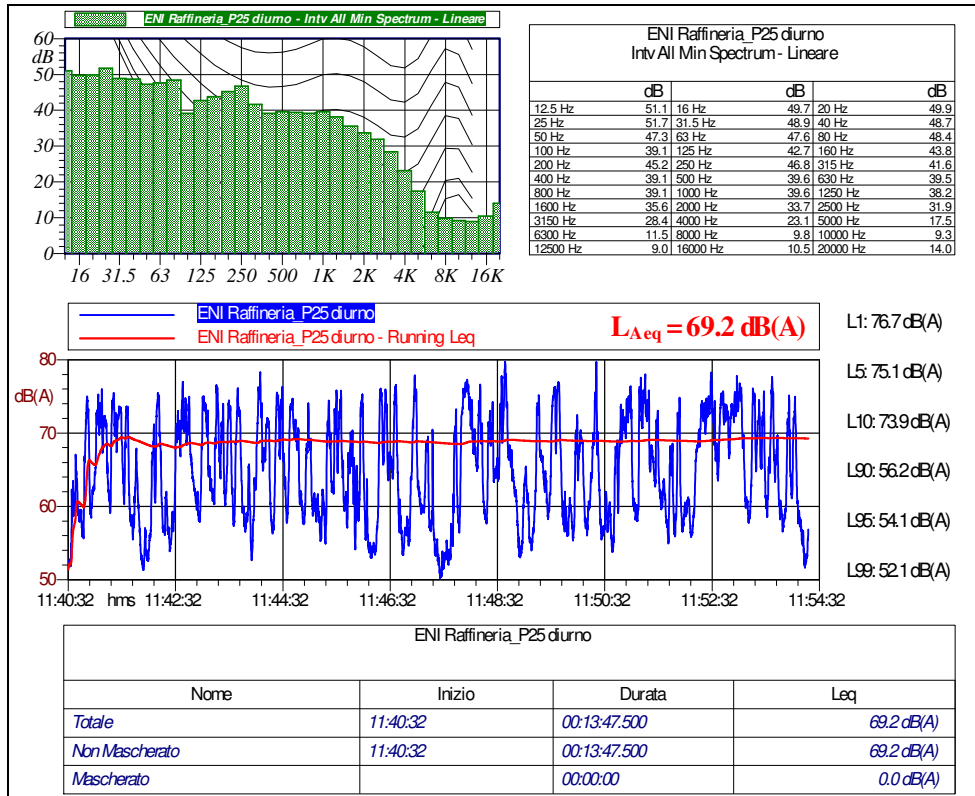 ENI Raffineria_P25 diurno - Intv All Min Spectrum - Lineare
60
dB
50
40
30
20
10
0
16 31.5 63 125 250 500 1K 2K 4K 8K 16K
ENI Raffineria_P25 diurno
Intv All Min Spectrum - Lineare
dB dB dB
12.5 Hz 51.1 16 Hz 49.7 20 Hz 49.9
25 Hz 51.7 31.5 Hz 48.9 40 Hz 48.7
50 Hz 47.3 63 Hz 47.6 80 Hz 48.4
100 Hz 39.1 125 Hz 42.7 160 Hz 43.8
200 Hz 45.2 250 Hz 46.8 315 Hz 41.6
400 Hz 39.1 500 Hz 39.6 630 Hz 39.5
800 Hz 39.1 1000 Hz 39.6 1250 Hz 38.2
1600 Hz 35.6 2000 Hz 33.7 2500 Hz 31.9
3150 Hz 28.4 4000 Hz 23.1 5000 Hz 17.5
6300 Hz 11.5 8000 Hz 9.8 10000 Hz 9.3
12500 Hz 9.0 16000 Hz 10.5 20000 Hz 14.0
ENI Raffineria_P25 diurno
ENI Raffineria_P25 diurno - Running Leq
LAeq = 69.2 dB(A)
L1: 76.7 dB(A)
L5: 75.1 dB(A)
L10: 73.9 dB(A)
L90: 56.2 dB(A)
L95: 54.1 dB(A)
L99: 52.1 dB(A)
80
dB(A)
70
60
50
11:40:32 hms 11:42:32 11:44:32 11:46:32 11:48:32 11:50:32 11:52:32 11:54:32
ENI Raffineria_P25 diurno
Nome Inizio Durata Leq
Totale 11:40:32 00:13:47.500 69.2 dB(A)
Non Mascherato 11:40:32 00:13:47.500 69.2 dB(A)
Mascherato 00:00:00 0.0 dB(A)